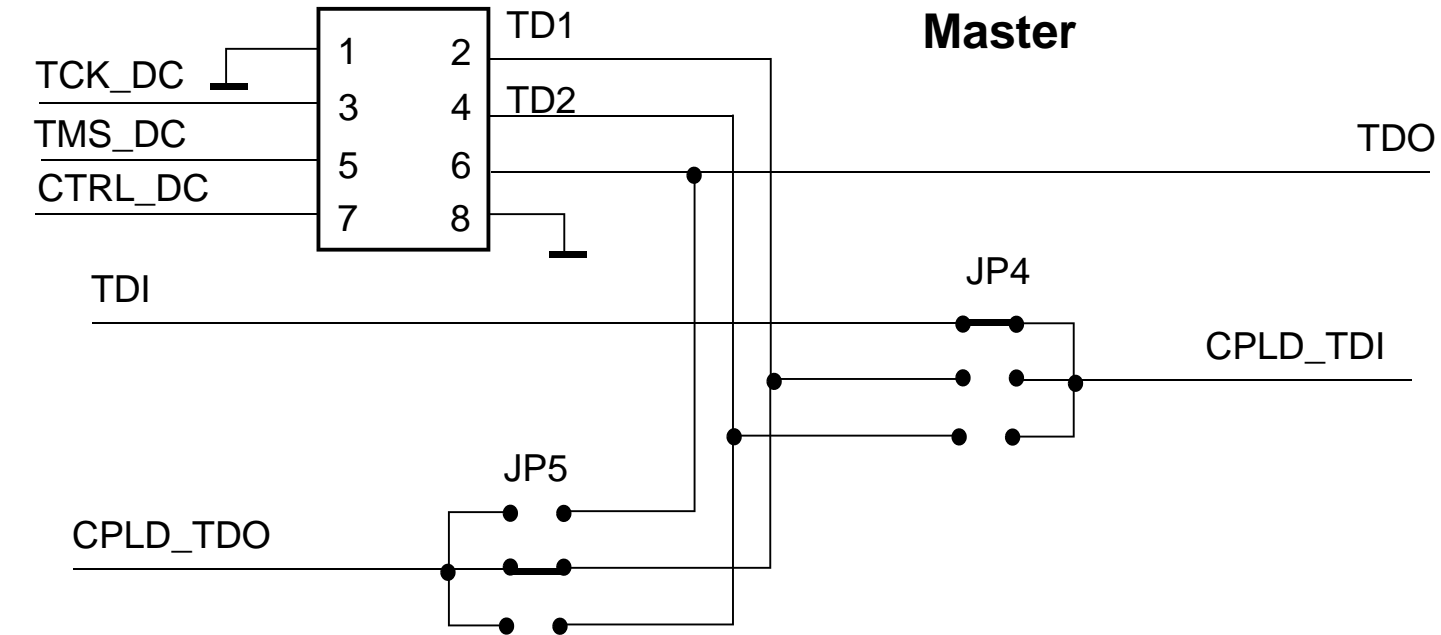 TD1
Master
1 2
TCK_DC
3 4 TD2
TMS_DC
TDO
5 6
CTRL_DC
7 8
JP4
TDI
CPLD_TDI
JP5
CPLD_TDO